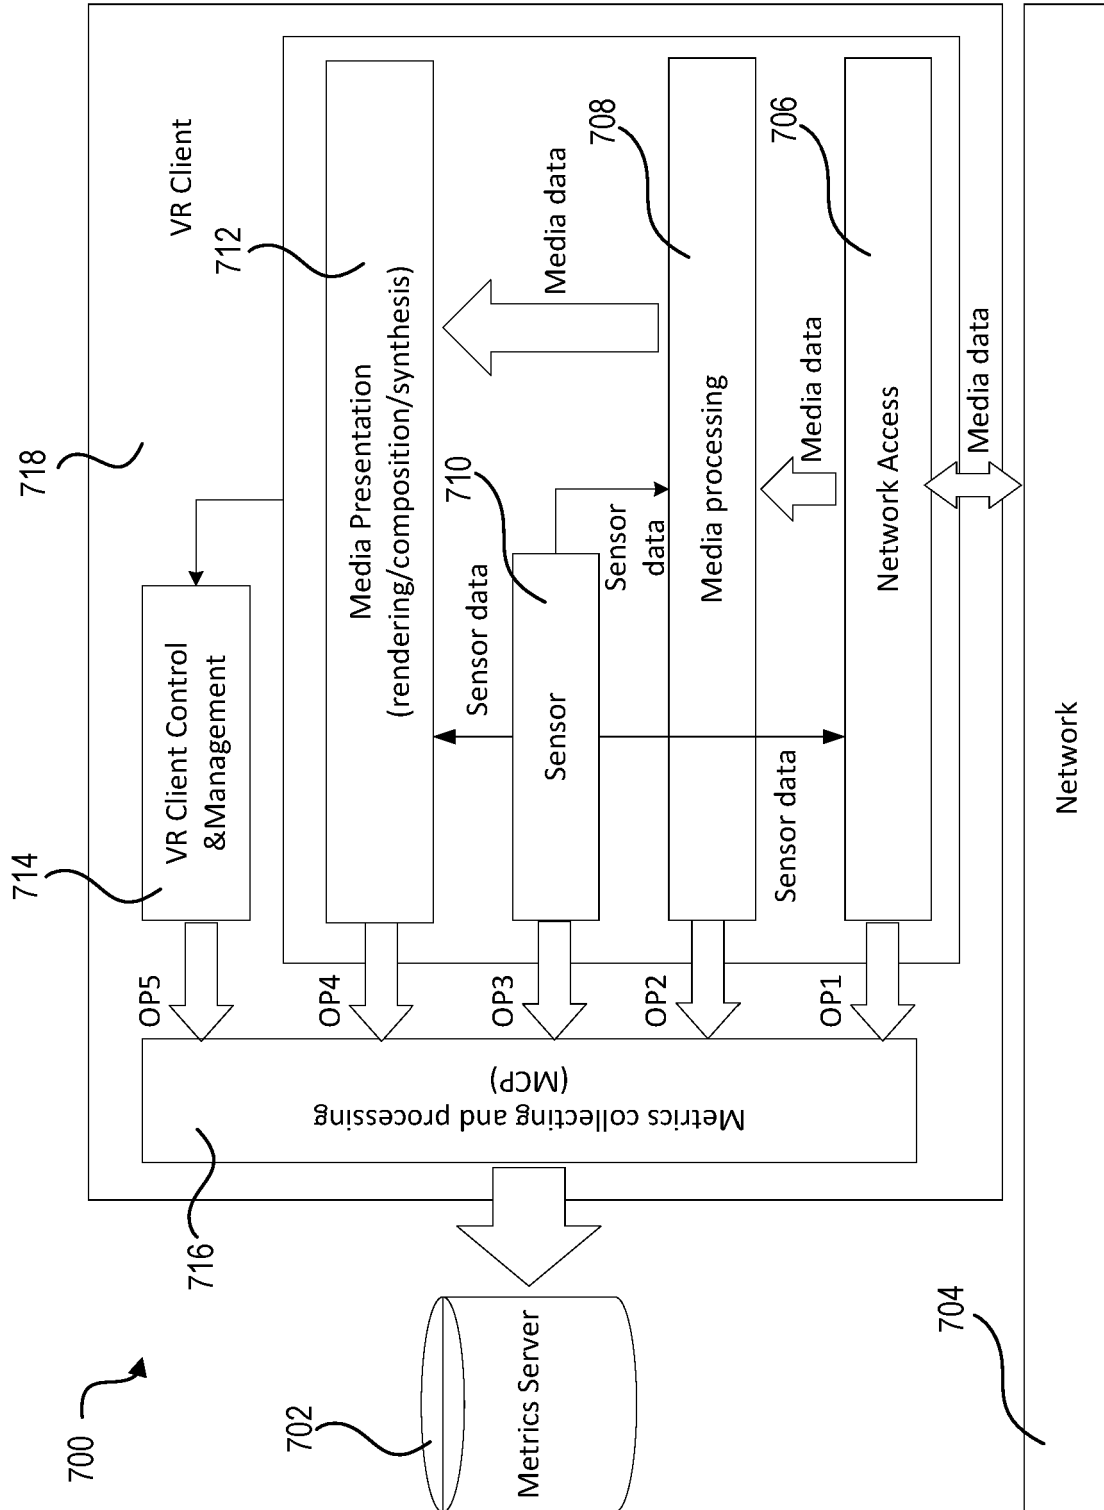 700
718
VR Client
714
VR Client Control
&Management
712
Media Presentation
(rendering/composition/synthesis)
OP5
OP4
OP3
OP2
OP1
716
Metrics collecting and processing
(MCP)
702
Metrics Server
Sensor data
710
Sensor
Sensor
data
Media data
708
Media processing
Sensor data
Media data
706
Network Access
Media data
704
Network